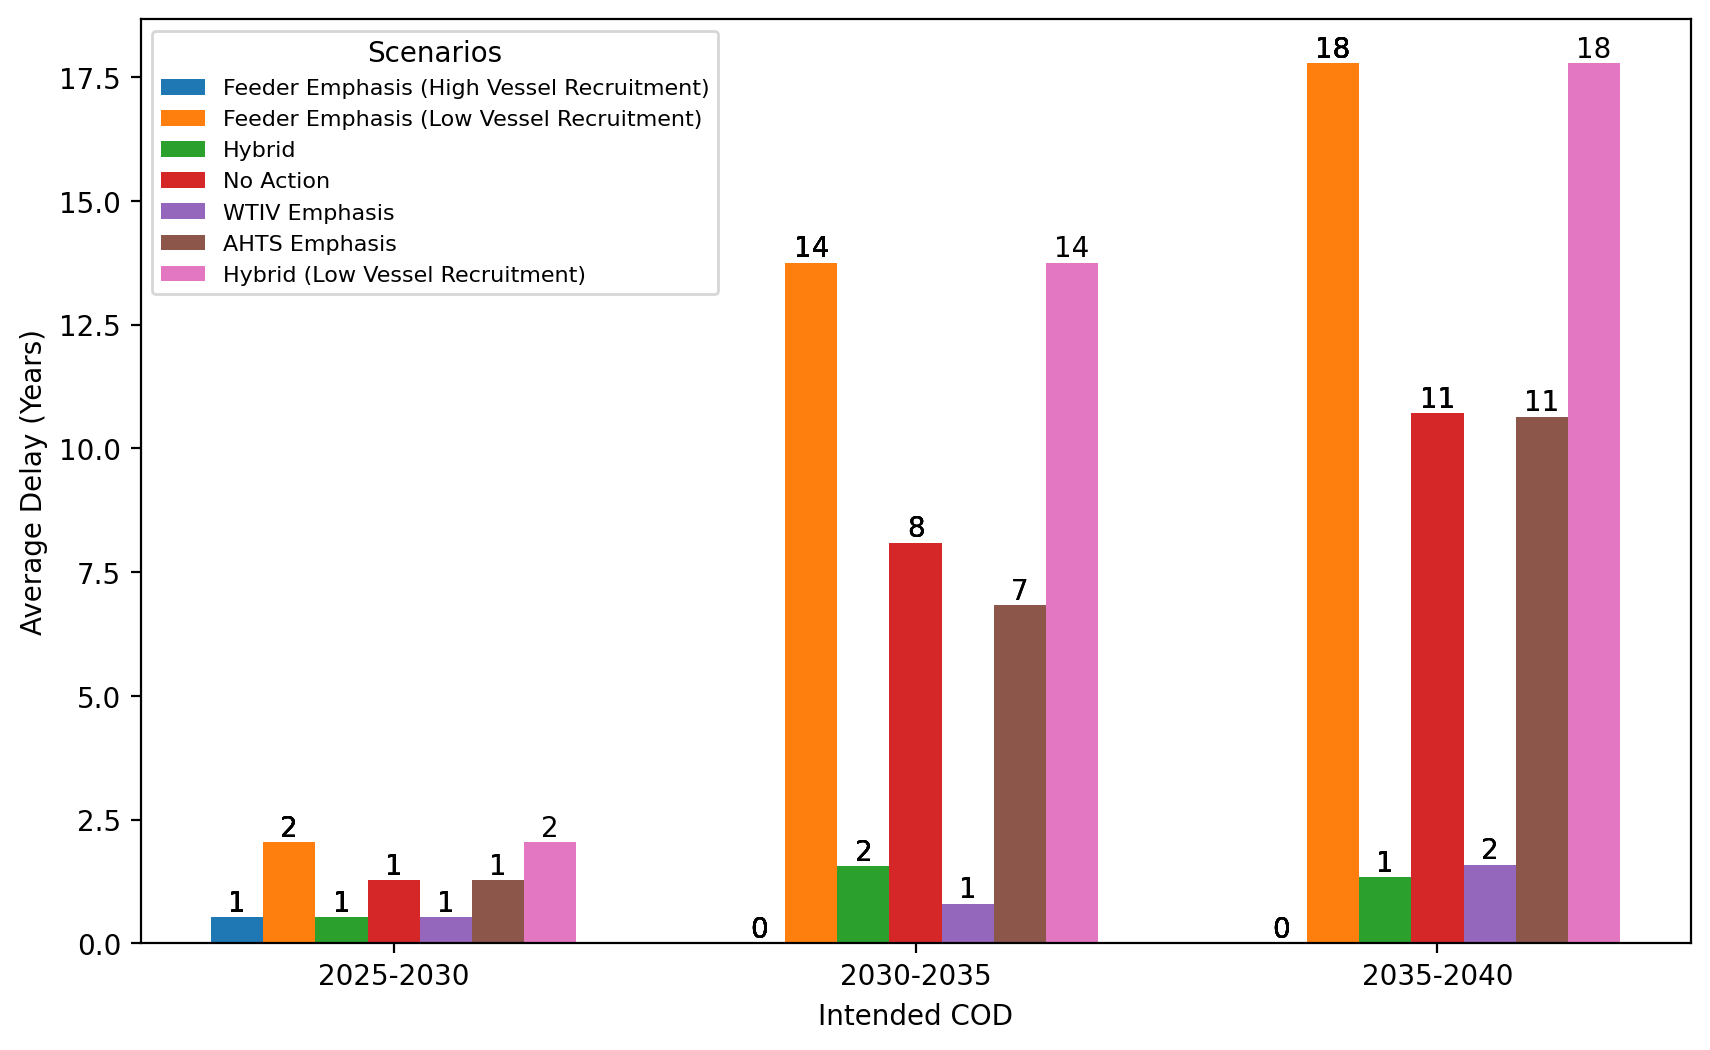 Scenarios
Feeder Emphasis (High Vessel Recruitment)
Feeder Emphasis (Low Vessel Recruitment)
Hybrid
No Action
WTIV Emphasis
AHTS Emphasis
Hybrid (Low Vessel Recruitment)
Average Delay (Years)
17.5
15.0
12.5
10.0
7.5
5.0
2.5
0.0
1 2 1 1 1 1 2
0 14 2 8 1 7 14
0 18 1 11 2 11 18
2025-2030 2030-2035 2035-2040
Intended COD